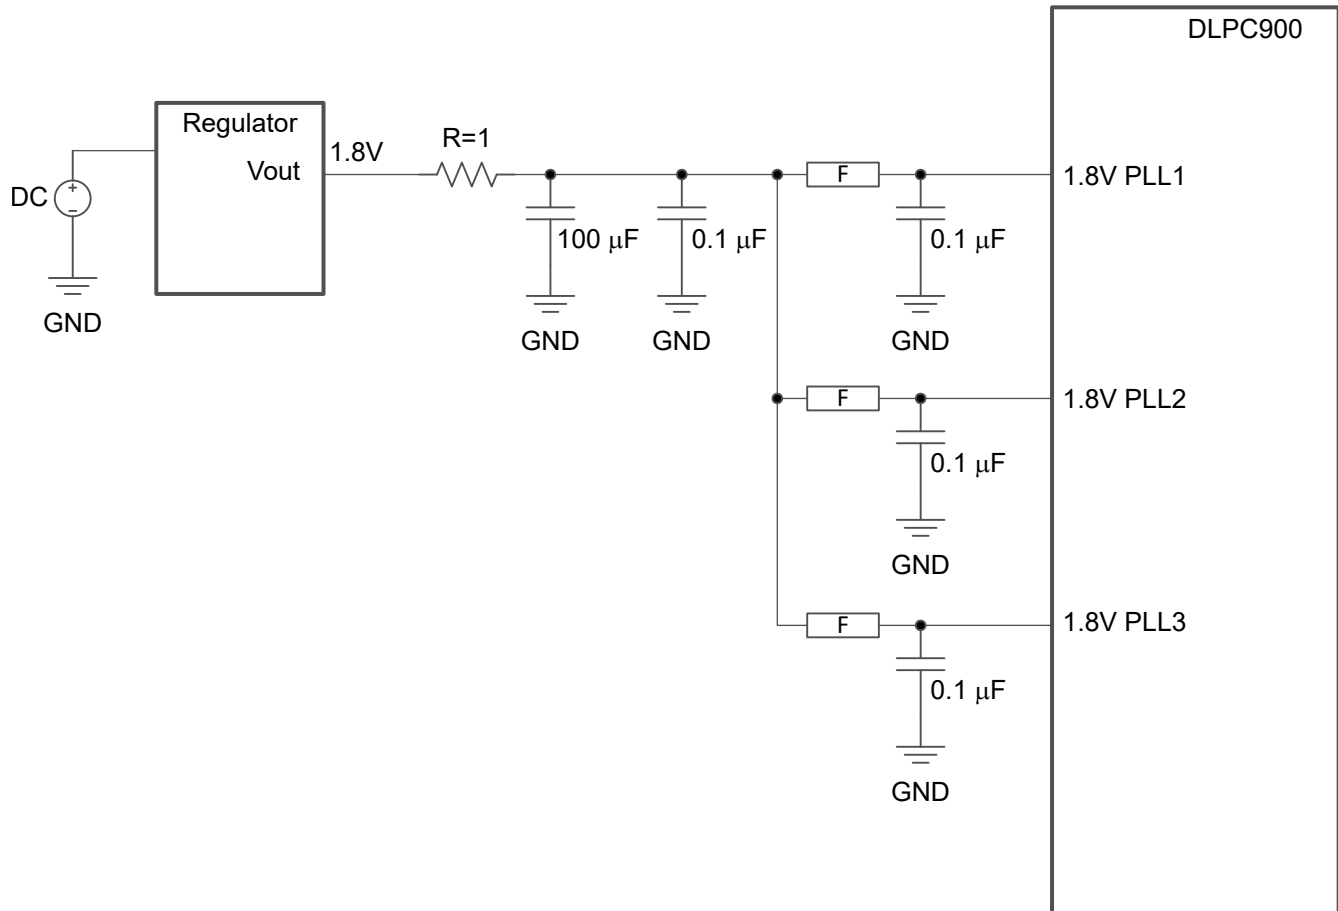 DLPC900
Regulator
R=1
1.8V
Vout
F
1.8V PLL1
DC
+
−
100 μF
0.1 μF
0.1 μF
GND
GND
GND
GND
F
1.8V PLL2
0.1 μF
GND
F
1.8V PLL3
0.1 μF
GND